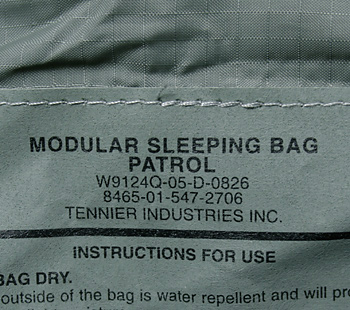 MODULAR SLEEPING BAG
PATROL
W9124Q-05-D-0826
8465-01-547-2706
TENNIER INDUSTRIES INC.
INSTRUCTIONS FOR USE
BAG DRY.
outside of the bag is water repellent and will